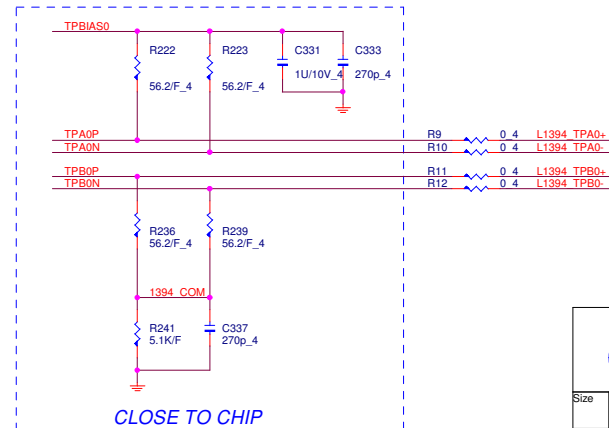 TPBIAS0
R222
R223
C331
C333
1U/10V_4
270p_4
56.2/F_4
56.2/F_4
TPA0P
R9
0_4
L1394_TPA0+
TPA0N
R10
0_4
L1394_TPA0-
TPB0P
R11
0_4
L1394_TPB0+
TPB0N
R12
0_4
L1394_TPB0-
R236
R239
56.2/F_4
56.2/F_4
1394_COM
R241
C337
5.1K/F
270p_4
CLOSE TO CHIP
Size